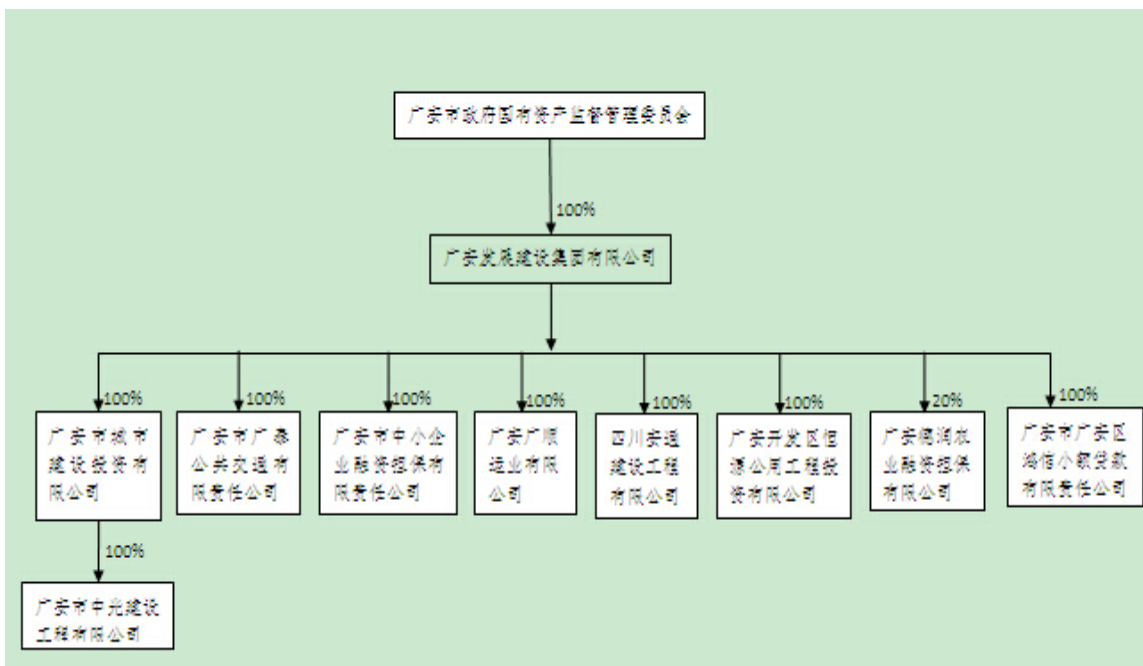 广安市政府国有资产监督管理委员会
100%
广安发展建设集团有限公司
100%
100%
100%
100%
100%
100%
20%
100%
广安市城市
建设投资有
限公司
广安市广泰
公共交通有
限责任公司
广安市中小企
业融资担保有
限责任公司
广安广顺
运业有限
公司
四川安通
建设工程
有限公司
广安开发区恒
源公用工程投
资有限公司
广安儒润农
业融资担保
有限公司
广安市广安区
鸿信小额贷款
有限责任公司
100%
广安市中光建设
工程有限公司